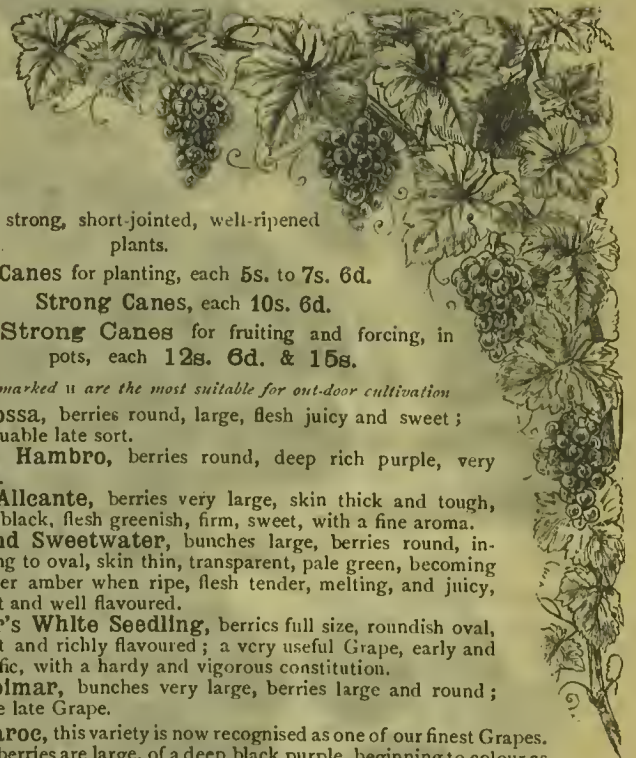 strong, short-jointed, well-ripened
plants.
Canes for planting, each 5s. to 7s. 6d.
Strong Canes, each 10s. 6d.
Strong Canes for fruiting and forcing, in
pots, each 12s. 6d. & 15s.
marked H are the most suitable for out-door cultivation
ossa, berries round, large, flesh juicy and sweet;
uable late sort.
Hambro, berries round, deep rich purple, very
Alicante, berries very large, skin thick and tough,
black, flesh greenish, firm, sweet, with a fine aroma.
nd Sweetwater, bunches large, berries round, in-
ng to oval, skin thin, transparent, pale green, becoming
er amber when ripe, flesh tender, melting, and juicy,
t and well flavoured.
r's White Seedling, berries full size, roundish oval,
t and richly flavoured; a very useful Grape, early and
fic, with a hardy and vigorous constitution.
olmar, bunches very large, berries large and round;
e late Grape.
aroc, this variety is now recognised as one of our finest Grapes.
berries are large, of a deep black purple, beginning to colour as